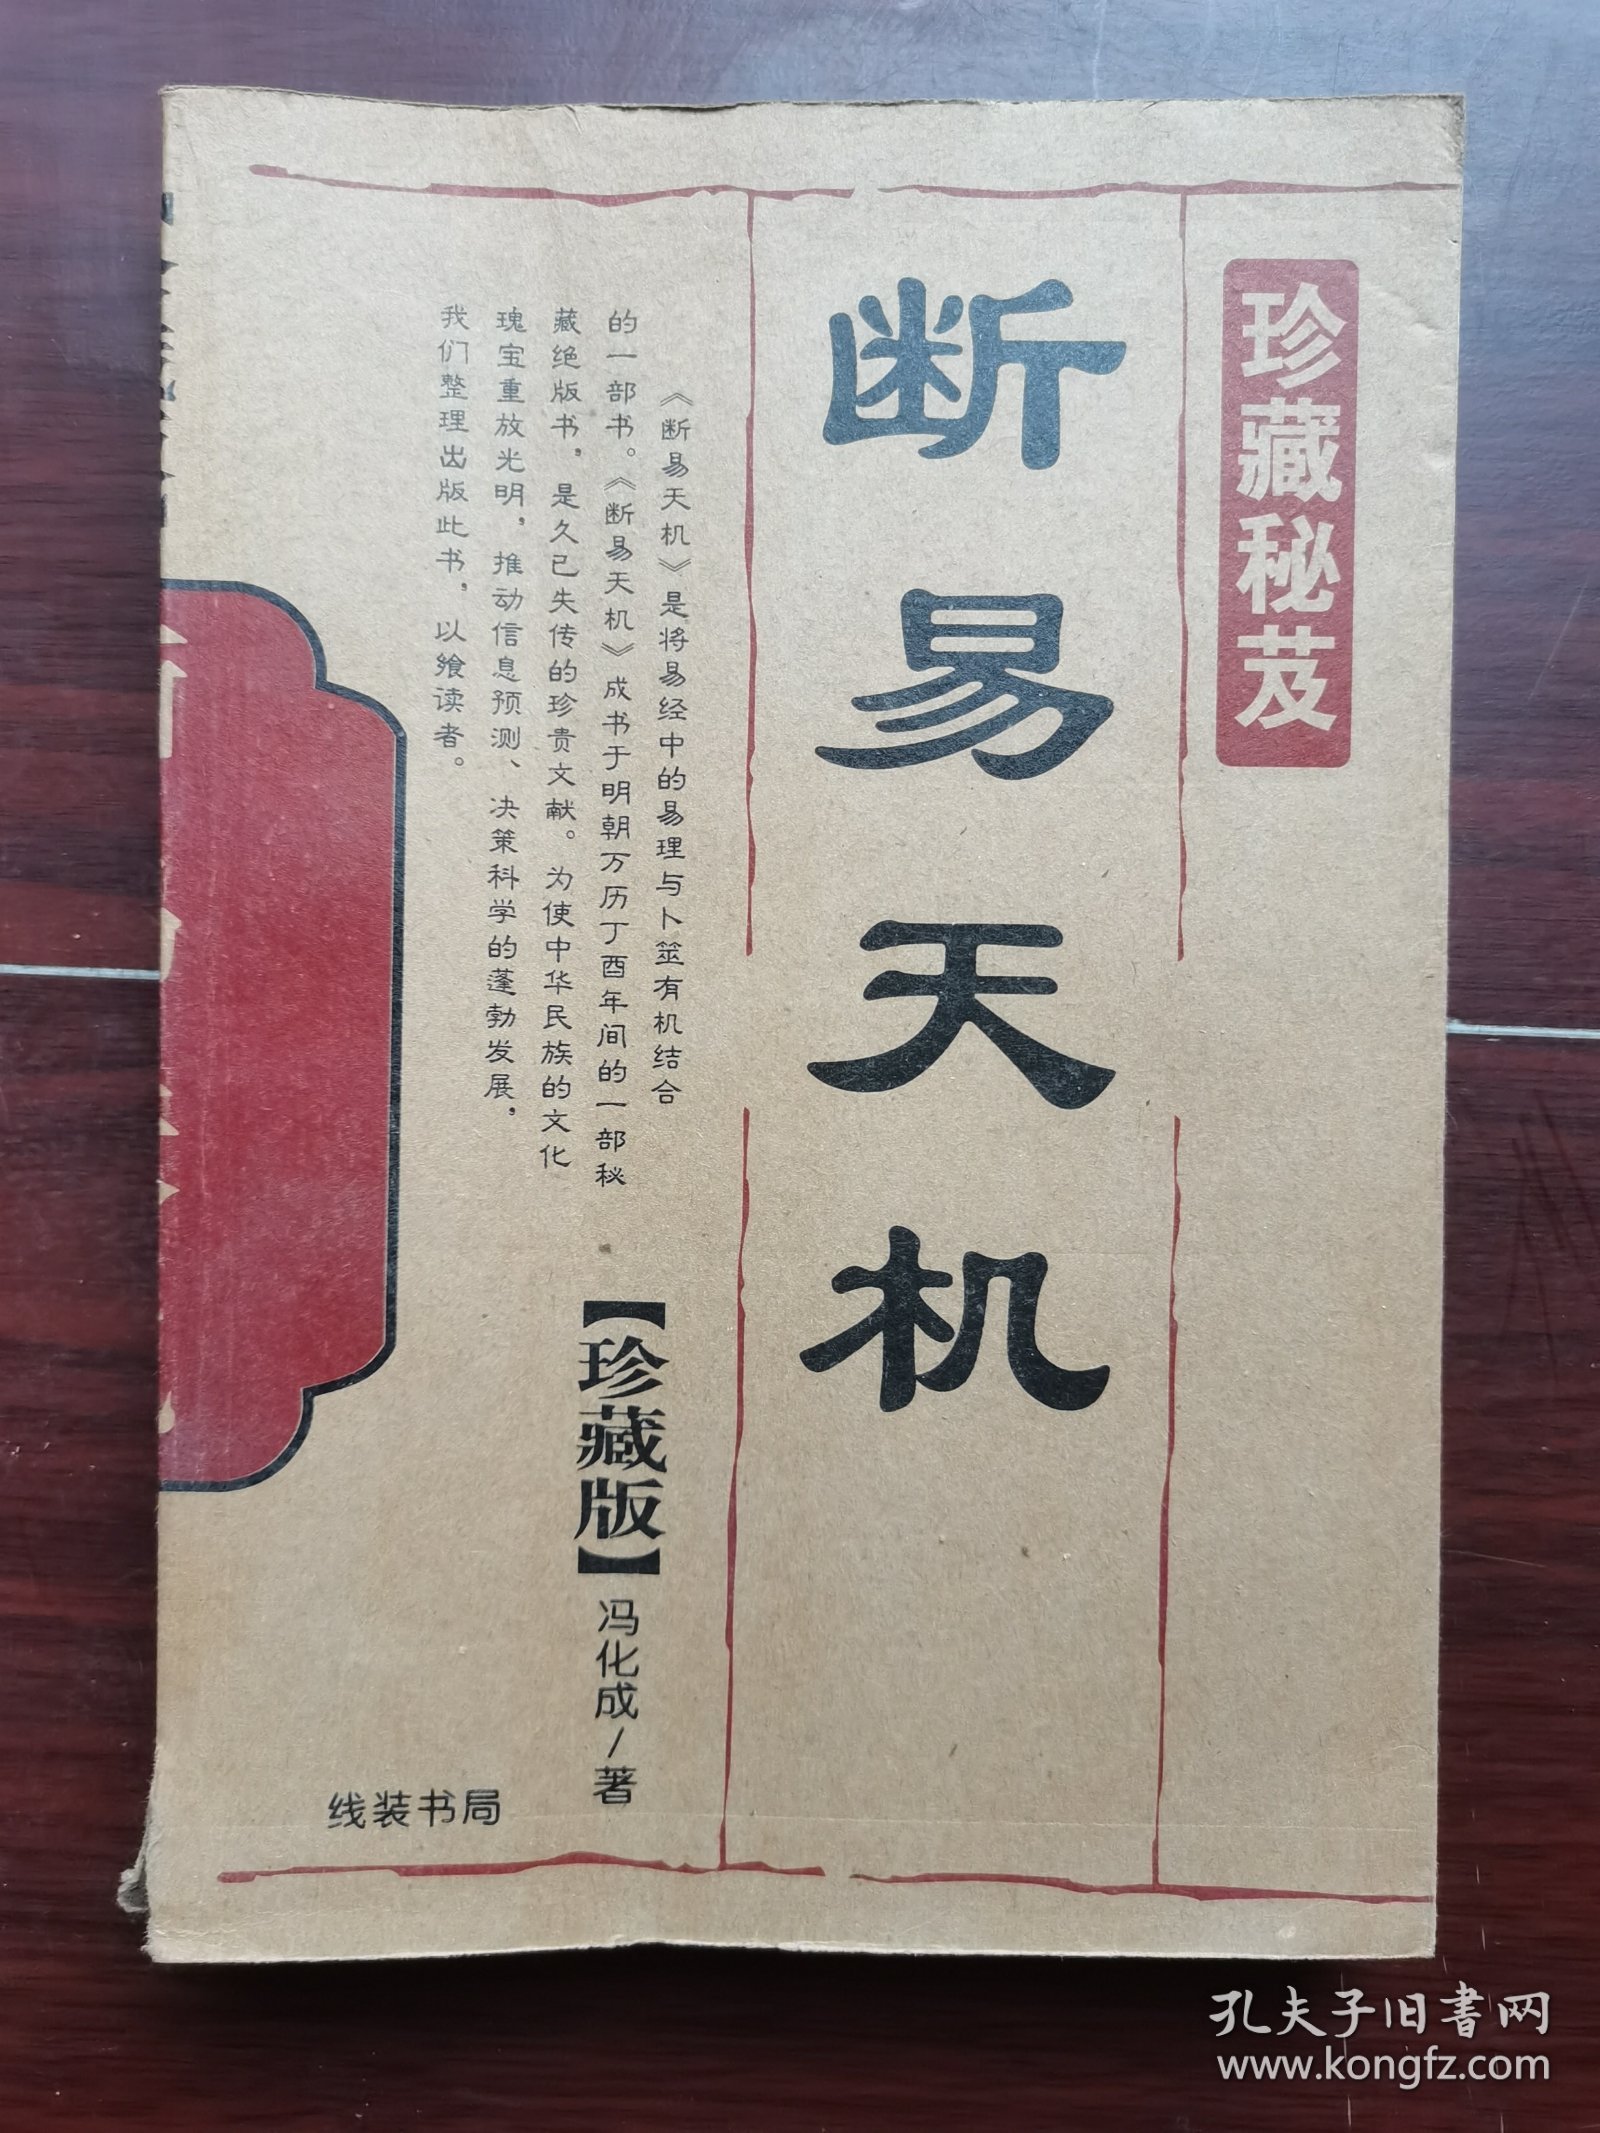 珍藏秘芨
断易天机
《断易天机》是将易经中的易理与卜筮有机结合
的一部书。《断易天机》成书于明朝万历丁酉年间的一部秘
藏绝版书，是久已失传的珍贵文献。为使中华民族的文化
瑰宝重放光明，推动信息预测、决策科学的蓬勃发展，
我们整理出版此书，以飨读者。
【珍藏版】
冯化成/著
线装书局
孔夫子旧書网
www.kongfz.com